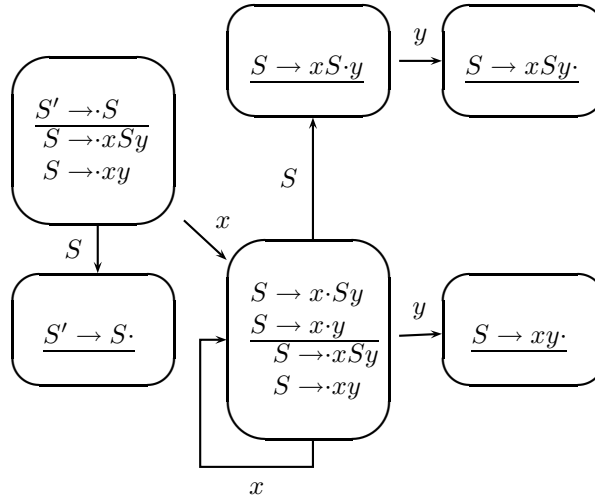 S → xS·y
y
S → xSy·
S′ → ·S
S → ·xSy
S → ·xy
S
x
S
S′ → S·
S → x·Sy
S → x·y
S → ·xSy
S → ·xy
y
S → xy·
x